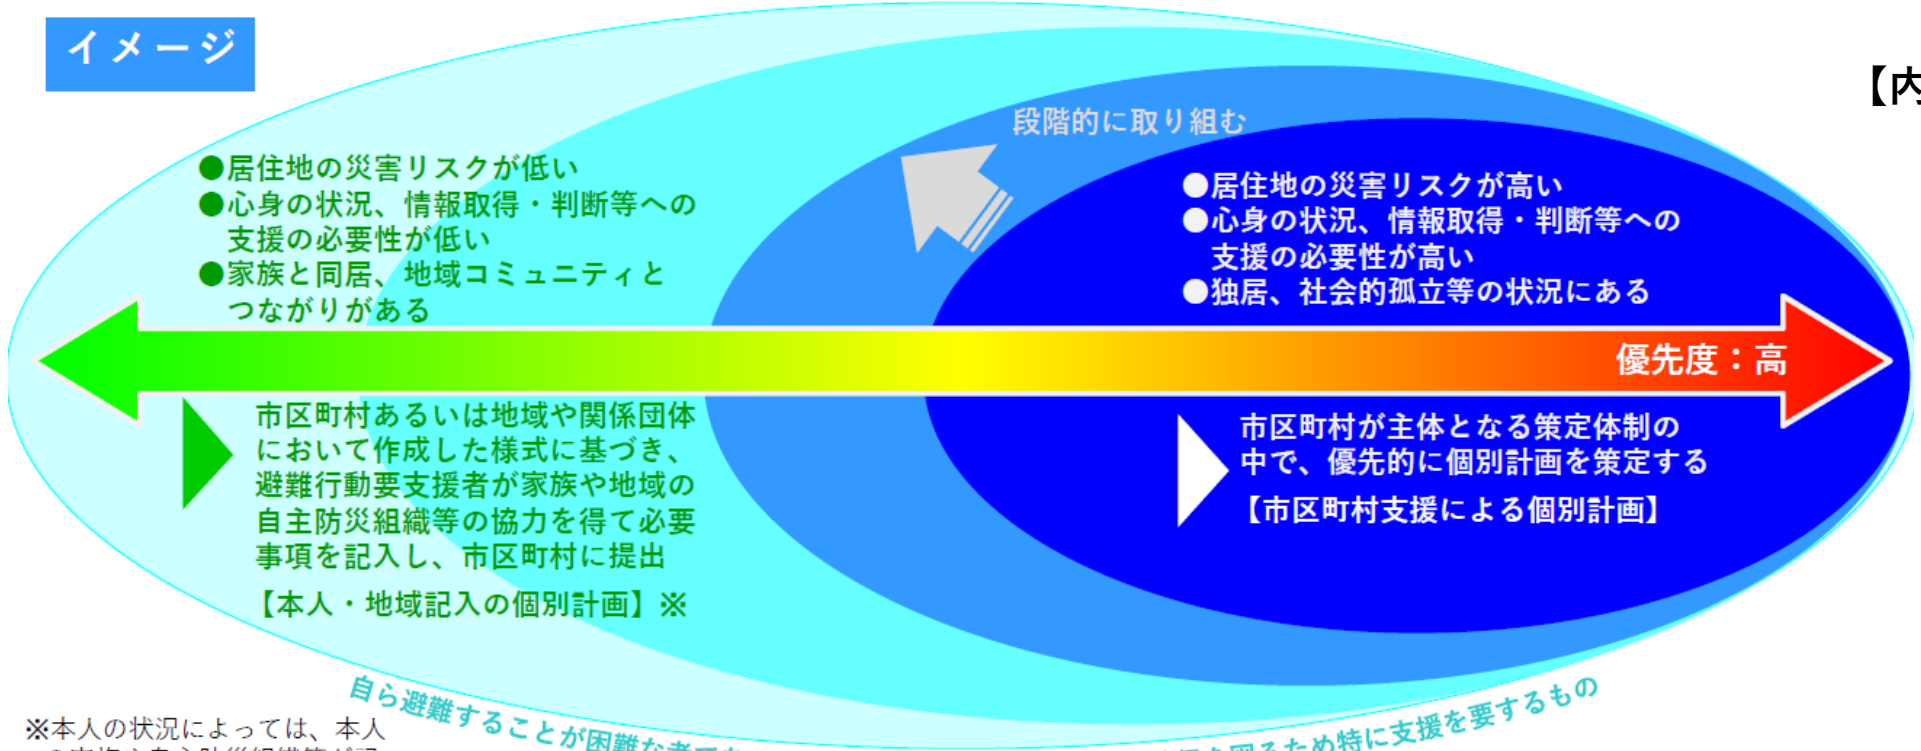 イメージ
【内
段階的に取り組む
●居住地の災害リスクが低い
●心身の状況、情報取得・判断等への
支援の必要性が低い
●家族と同居、地域コミュニティと
つながりがある
●居住地の災害リスクが高い
●心身の状況、情報取得・判断等への
支援の必要性が高い
●独居、社会的孤立等の状況にある
優先度：高
市区町村あるいは地域や関係団体
において作成した様式に基づき、
避難行動要支援者が家族や地域の
自主防災組織等の協力を得て必要
事項を記入し、市区町村に提出
【本人・地域記入の個別計画】※
市区町村が主体となる策定体制の
中で、優先的に個別計画を策定する
【市区町村支援による個別計画】
自ら避難することが困難な者で
を図るため特に支援を要するもの
※本人の状況によっては、本人